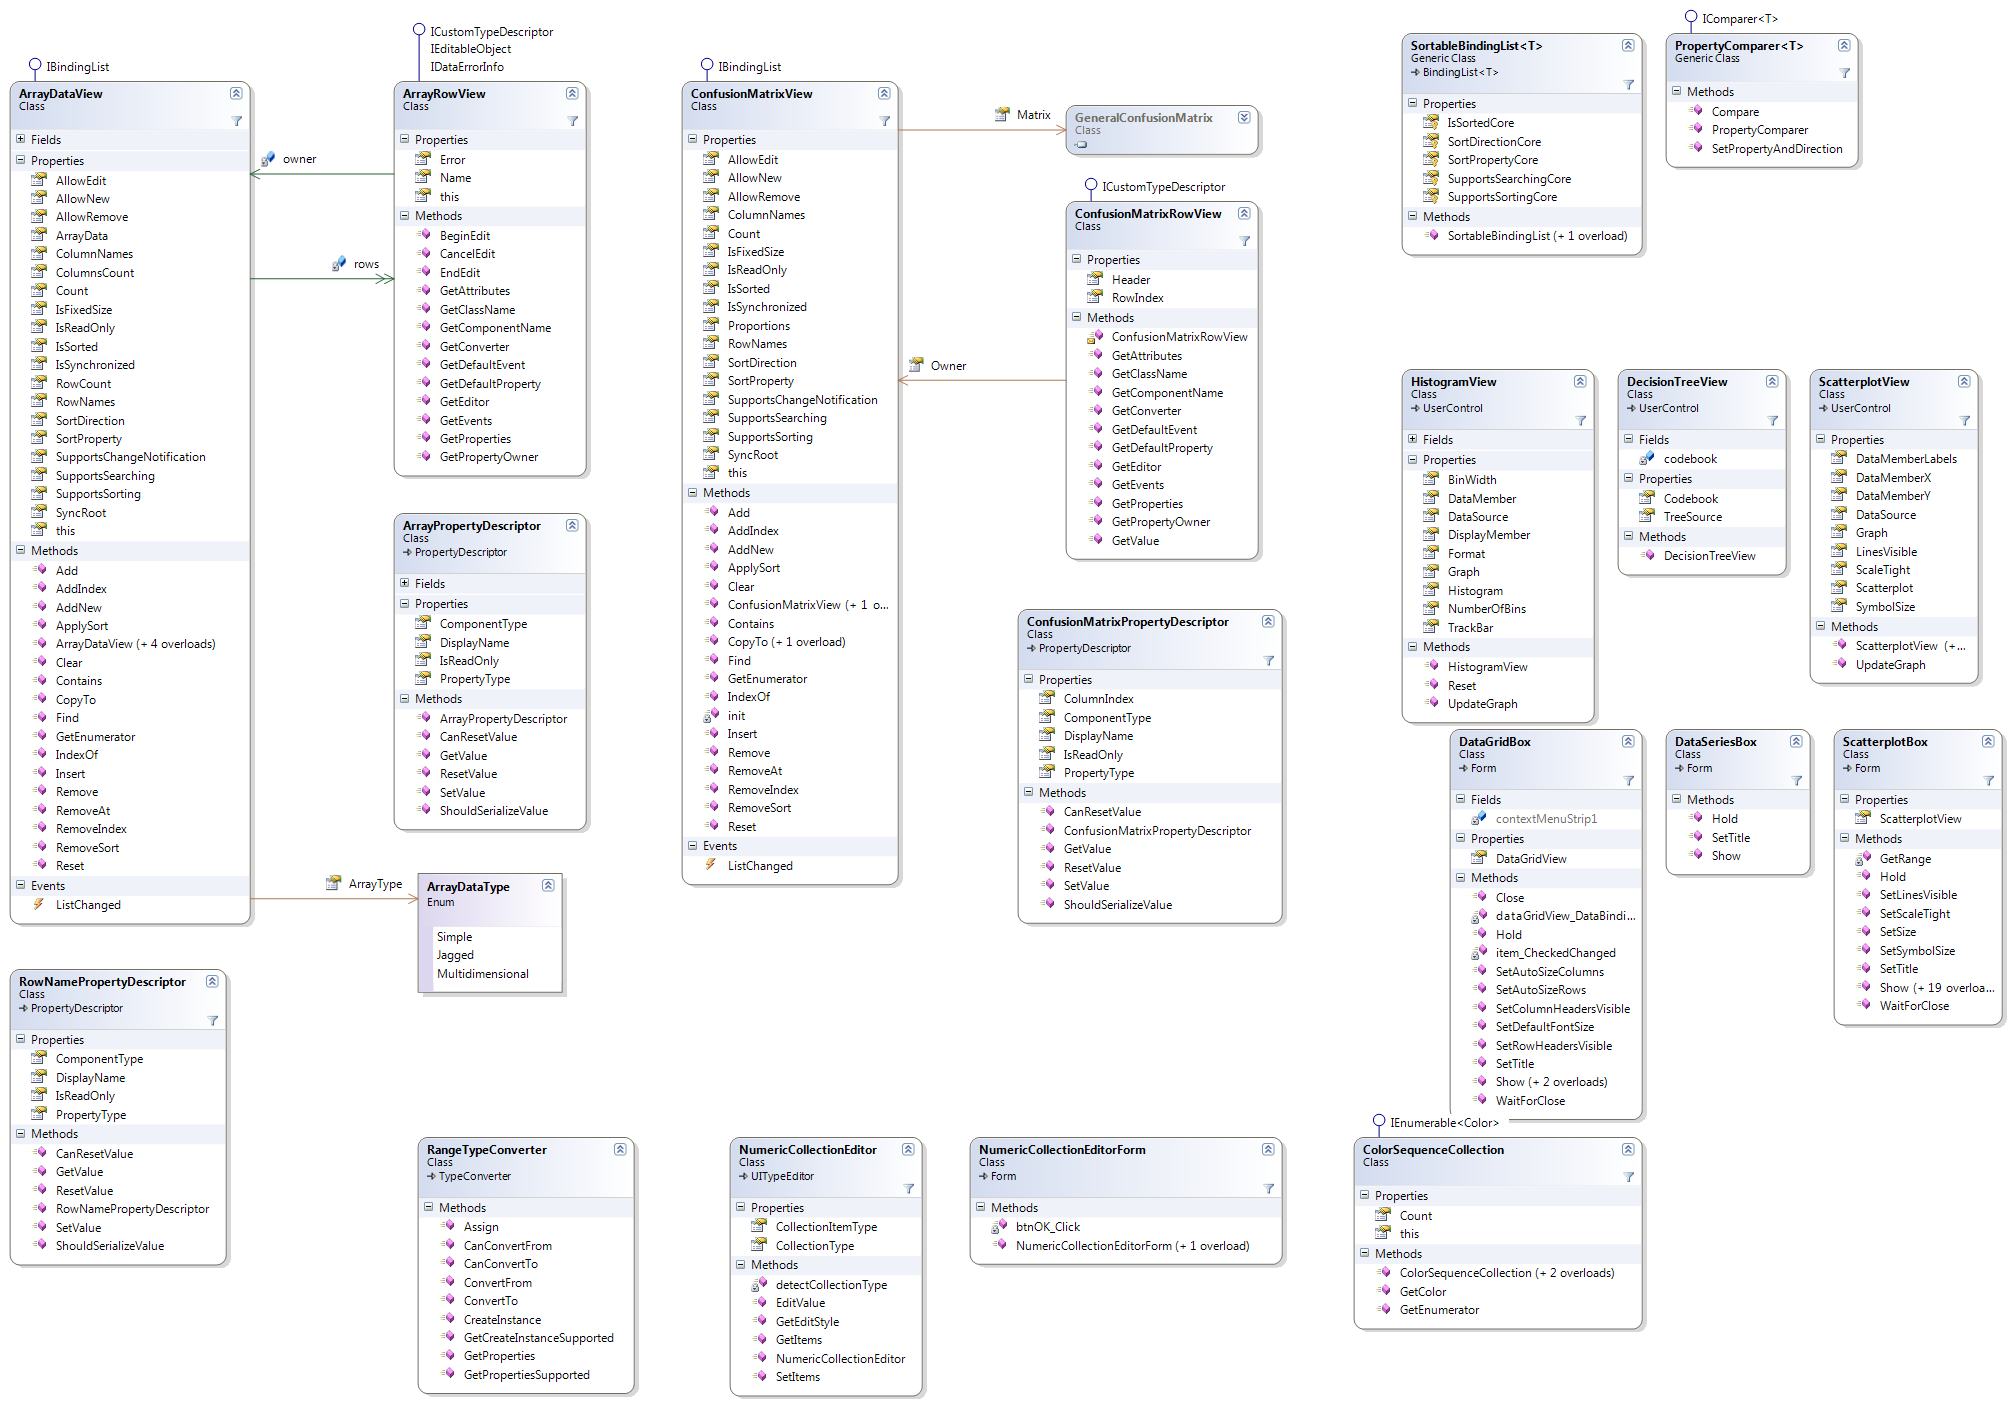 IBindingList
ArrayDataView
Class
Fields
Properties
AllowEdit
AllowNew
AllowRemove
ArrayData
ColumnNames
ColumnsCount
Count
IsFixedSize
IsReadOnly
IsSorted
IsSynchronized
RowCount
RowNames
SortDirection
SortProperty
SupportsChangeNotification
SupportsSearching
SupportsSorting
SyncRoot
this
Methods
Add
AddIndex
AddNew
ApplySort
ArrayDataView (+ 4 overloads)
Clear
Contains
CopyTo
Find
GetEnumerator
IndexOf
Insert
Remove
RemoveAt
RemoveIndex
RemoveSort
Reset
Events
ListChanged
owner
rows
ArrayType
RowNamePropertyDescriptor
Class
PropertyDescriptor
Properties
ComponentType
DisplayName
IsReadOnly
PropertyType
Methods
CanResetValue
GetValue
ResetValue
RowNamePropertyDescriptor
SetValue
ShouldSerializeValue
ICustomTypeDescriptor
IEditableObject
IDataErrorInfo
ArrayRowView
Class
Properties
Error
Name
this
Methods
BeginEdit
CancelEdit
EndEdit
GetAttributes
GetClassName
GetComponentName
GetConverter
GetDefaultEvent
GetDefaultProperty
GetEditor
GetEvents
GetProperties
GetPropertyOwner
ArrayPropertyDescriptor
Class
PropertyDescriptor
Fields
Properties
ComponentType
DisplayName
IsReadOnly
PropertyType
Methods
ArrayPropertyDescriptor
CanResetValue
GetValue
ResetValue
SetValue
ShouldSerializeValue
ArrayDataType
Enum
Simple
Jagged
Multidimensional
RangeTypeConverter
Class
TypeConverter
Methods
Assign
CanConvertFrom
CanConvertTo
ConvertFrom
ConvertTo
CreateInstance
GetCreateInstanceSupported
GetProperties
GetPropertiesSupported
IBindingList
ConfusionMatrixView
Class
Properties
AllowEdit
AllowNew
AllowRemove
ColumnNames
Count
IsFixedSize
IsReadOnly
IsSorted
IsSynchronized
Proportions
RowNames
SortDirection
SortProperty
SupportsChangeNotification
SupportsSearching
SupportsSorting
SyncRoot
this
Methods
Add
AddIndex
AddNew
ApplySort
Clear
ConfusionMatrixView (+ 1 o...
Contains
CopyTo (+ 1 overload)
Find
GetEnumerator
IndexOf
init
Insert
Remove
RemoveAt
RemoveIndex
RemoveSort
Reset
Events
ListChanged
Matrix
Owner
GeneralConfusionMatrix
Class
ICustomTypeDescriptor
ConfusionMatrixRowView
Class
Properties
Header
RowIndex
Methods
ConfusionMatrixRowView
GetAttributes
GetClassName
GetComponentName
GetConverter
GetDefaultEvent
GetDefaultProperty
GetEditor
GetEvents
GetProperties
GetPropertyOwner
GetValue
ConfusionMatrixPropertyDescriptor
Class
PropertyDescriptor
Properties
ColumnIndex
ComponentType
DisplayName
IsReadOnly
PropertyType
Methods
CanResetValue
ConfusionMatrixPropertyDescriptor
GetValue
ResetValue
SetValue
ShouldSerializeValue
NumericCollectionEditor
Class
UITypeEditor
Properties
CollectionItemType
CollectionType
Methods
detectCollectionType
EditValue
GetEditStyle
GetItems
NumericCollectionEditor
SetItems
NumericCollectionEditorForm
Class
Form
Methods
btnOK_Click
NumericCollectionEditorForm (+ 1 overload)
SortableBindingList<T>
Generic Class
BindingList<T>
Properties
IsSortedCore
SortDirectionCore
SortPropertyCore
SupportsSearchingCore
SupportsSortingCore
Methods
SortableBindingList (+ 1 overload)
IComparer<T>
PropertyComparer<T>
Generic Class
Methods
Compare
PropertyComparer
SetPropertyAndDirection
HistogramView
Class
UserControl
Fields
Properties
BinWidth
DataMember
DataSource
DisplayMember
Format
Graph
Histogram
NumberOfBins
TrackBar
Methods
HistogramView
Reset
UpdateGraph
DecisionTreeView
Class
UserControl
Fields
codebook
Properties
Codebook
TreeSource
Methods
DecisionTreeView
ScatterplotView
Class
UserControl
Properties
DataMemberLabels
DataMemberX
DataMemberY
DataSource
Graph
LinesVisible
ScaleTight
Scatterplot
SymbolSize
Methods
ScatterplotView (+...
UpdateGraph
DataGridBox
Class
Form
Fields
contextMenuStrip1
Properties
DataGridView
Methods
Close
dataGridView_DataBindi...
Hold
item_CheckedChanged
SetAutoSizeColumns
SetAutoSizeRows
SetColumnHeadersVisible
SetDefaultFontSize
SetRowHeadersVisible
SetTitle
Show (+ 2 overloads)
WaitForClose
DataSeriesBox
Class
Form
Methods
Hold
SetTitle
Show
ScatterplotBox
Class
Form
Properties
ScatterplotView
Methods
GetRange
Hold
SetLinesVisible
SetScaleTight
SetSize
SetSymbolSize
SetTitle
Show (+ 19 overloa...
WaitForClose
IEnumerable<Color>
ColorSequenceCollection
Class
Properties
Count
this
Methods
ColorSequenceCollection (+ 2 overloads)
GetColor
GetEnumerator